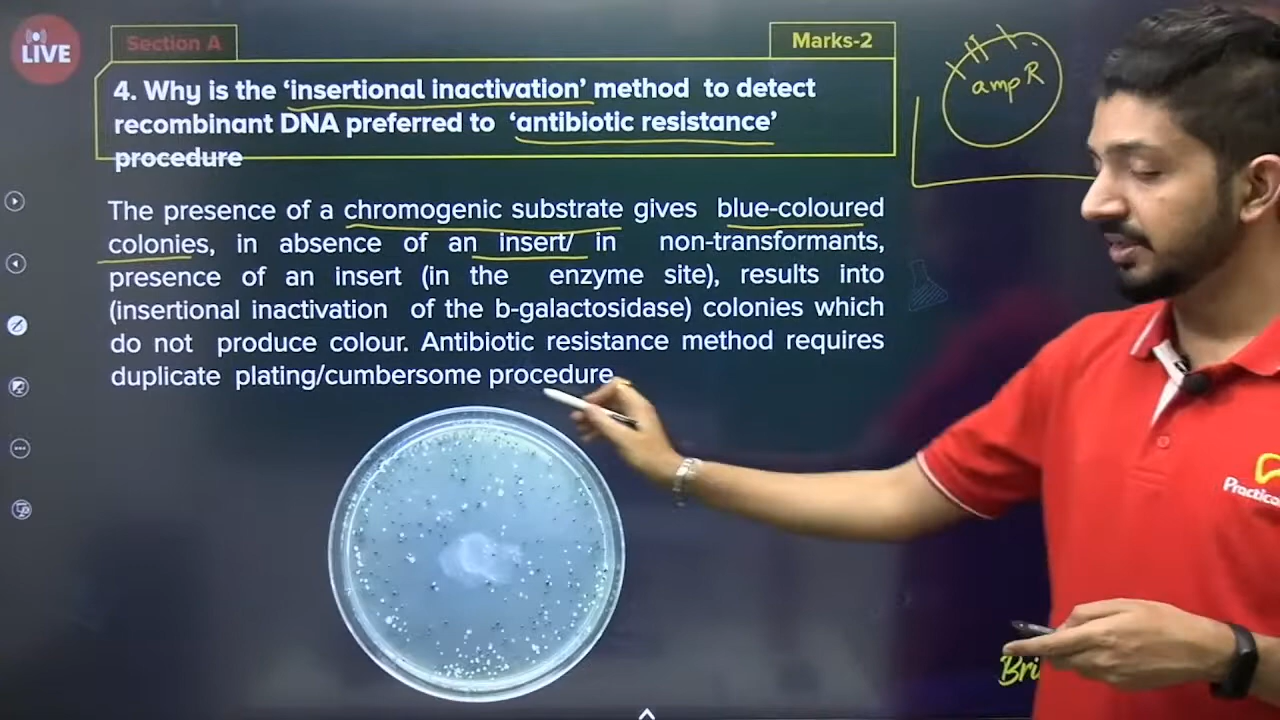 LIVE
Section A
Marks-2
ampR
4. Why is the ‘insertional inactivation’ method to detect
recombinant DNA preferred to ‘antibiotic resistance’
procedure
The presence of a chromogenic substrate gives blue-coloured
colonies, in absence of an insert/ in non-transformants,
presence of an insert (in the enzyme site), results into
(insertional inactivation of the b-galactosidase) colonies which
do not produce colour. Antibiotic resistance method requires
duplicate plating/cumbersome procedure